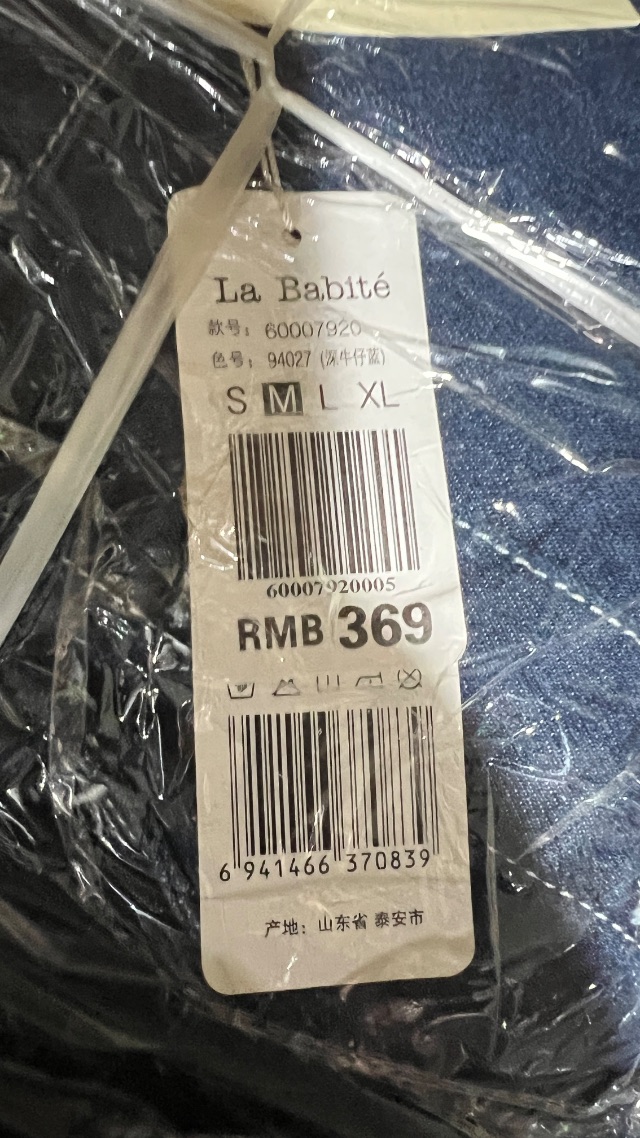 La Babité
款号: 60007920
色号: 94027 (深牛仔蓝)
S M L XL
60007920005
RMB 369
6 941466 370839
产地: 山东省 泰安市